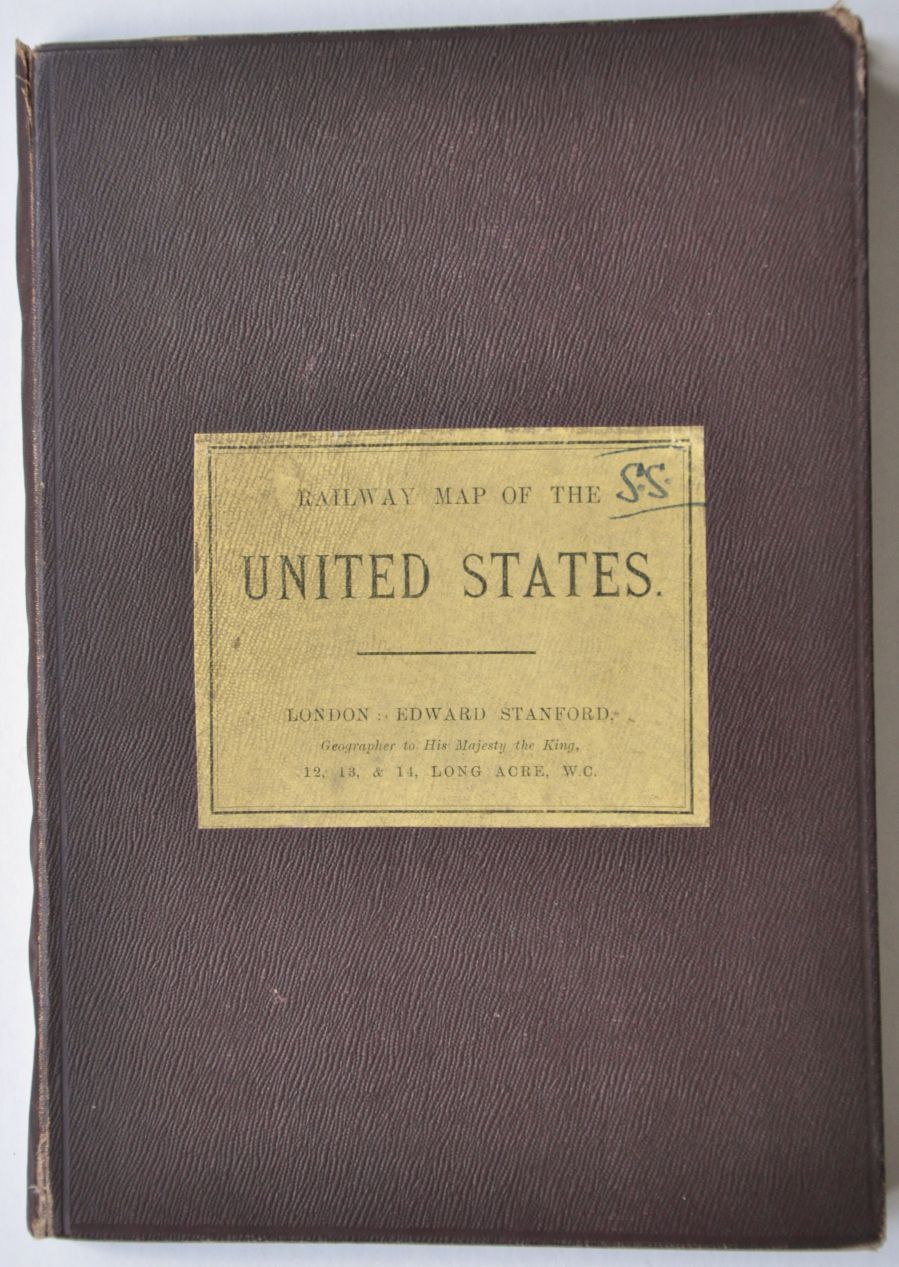 RAILWAY MAP OF THE S.S.
UNITED STATES.
LONDON: EDWARD STANFORD,
Geographer to His Majesty the King,
12, 13, & 14, LONG ACRE, W.C.